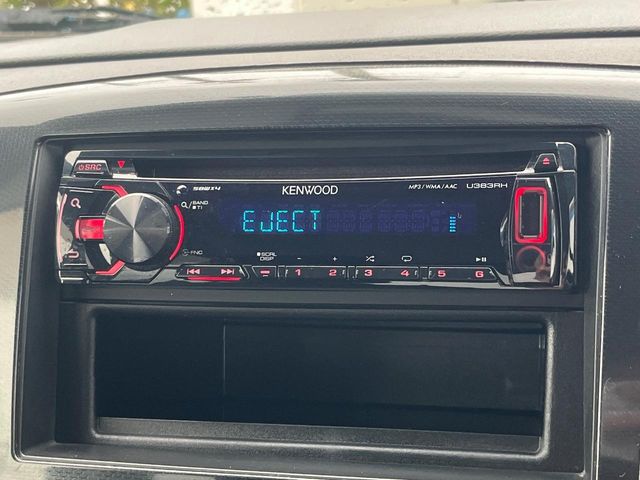 SRC
50Wx4
KENWOOD
MP3/WMA/AAC U383RH
BAND
TI
EJECT
FNC
SCRL
DISP
1 2 3 4 5 6